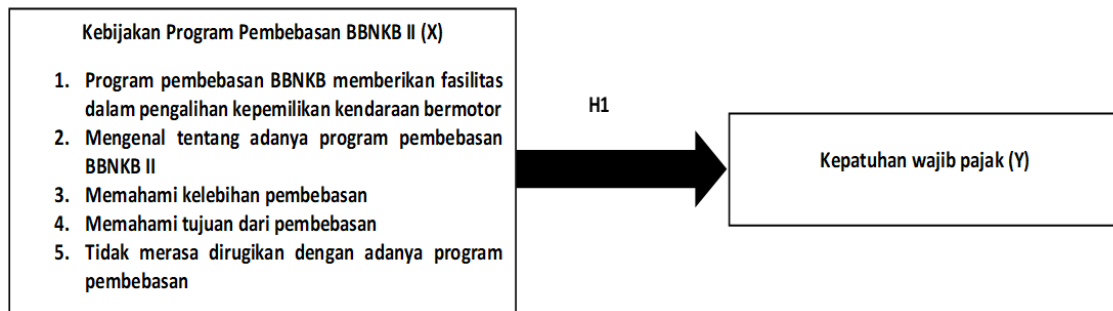 Kebijakan Program Pembebasan BBNKB II (X)
1. Program pembebasan BBNKB memberikan fasilitas
dalam pengalihan kepemilikan kendaraan bermotor
2. Mengenal tentang adanya program pembebasan
BBNKB II
3. Memahami kelebihan pembebasan
4. Memahami tujuan dari pembebasan
5. Tidak merasa dirugikan dengan adanya program
pembebasan
H1
Kepatuhan wajib pajak (Y)